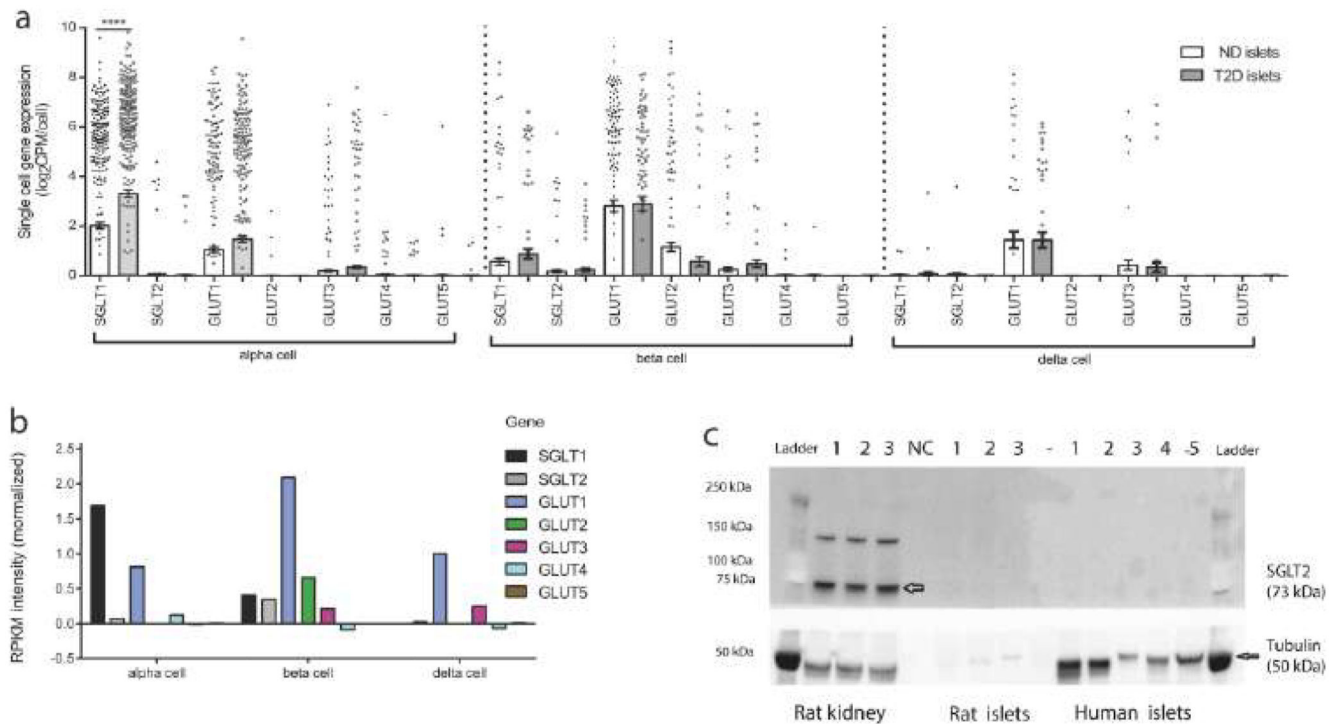 a
Single cell gene expression
(log2CPM/cell)
10
8
6
4
2
0
****
ND islets
T2D islets
SGLT1
SGLT2
GLUT1
GLUT2
GLUT3
GLUT4
GLUT5
alpha cell
SGLT1
SGLT2
GLUT1
GLUT2
GLUT3
GLUT4
GLUT5
beta cell
SGLT1
SGLT2
GLUT1
GLUT2
GLUT3
GLUT4
GLUT5
delta cell
b
RPKM intensity (mormalized)
2.5
2.0
1.5
1.0
0.5
0.0
-0.5
alpha cell
beta cell
delta cell
Gene
SGLT1
SGLT2
GLUT1
GLUT2
GLUT3
GLUT4
GLUT5
c
Ladder 1 2 3 NC 1 2 3 - 1 2 3 4 -5 Ladder
250 kDa
150 kDa
100 kDa
75 kDa
SGLT2
(73 kDa)
50 kDa
Tubulin
(50 kDa)
Rat kidney Rat islets Human islets